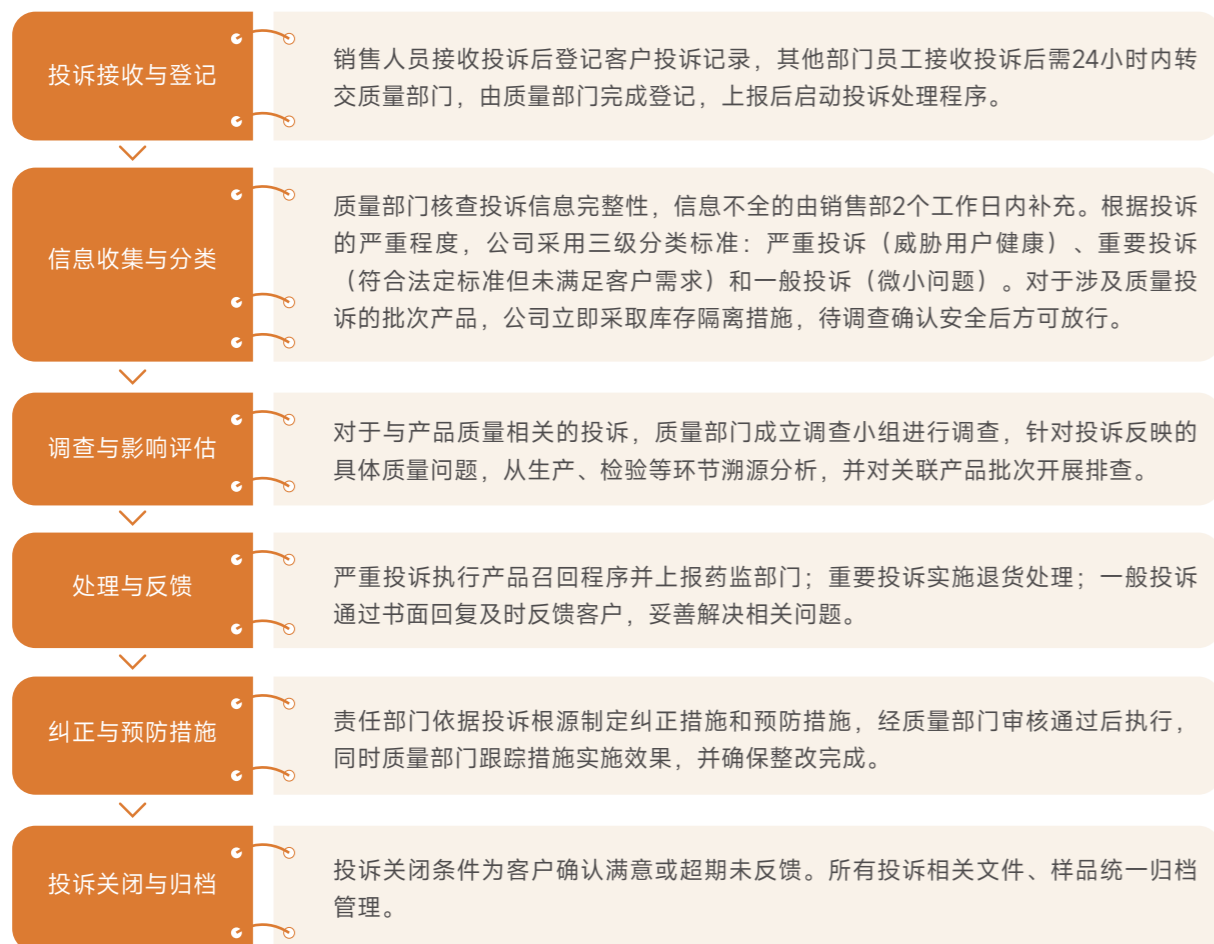 投诉接收与登记
销售人员接收投诉后登记客户投诉记录，其他部门员工接收投诉后需24小时内转
交质量部门，由质量部门完成登记，上报后启动投诉处理程序。
信息收集与分类
质量部门核查投诉信息完整性，信息不全的由销售部2个工作日内补充。根据投诉
的严重程度，公司采用三级分类标准：严重投诉（威胁用户健康）、重要投诉
（符合法定标准但未满足客户需求）和一般投诉（微小问题）。对于涉及质量投
诉的批次产品，公司立即采取库存隔离措施，待调查确认安全后方可放行。
调查与影响评估
对于与产品质量相关的投诉，质量部门成立调查小组进行调查，针对投诉反映的
具体质量问题，从生产、检验等环节溯源分析，并对关联产品批次开展排查。
处理与反馈
严重投诉执行产品召回程序并上报药监部门；重要投诉实施退货处理；一般投诉
通过书面回复及时反馈客户，妥善解决相关问题。
纠正与预防措施
责任部门依据投诉根源制定纠正措施和预防措施，经质量部门审核通过后执行，
同时质量部门跟踪措施实施效果，并确保整改完成。
投诉关闭与归档
投诉关闭条件为客户确认满意或超期未反馈。所有投诉相关文件、样品统一归档
管理。